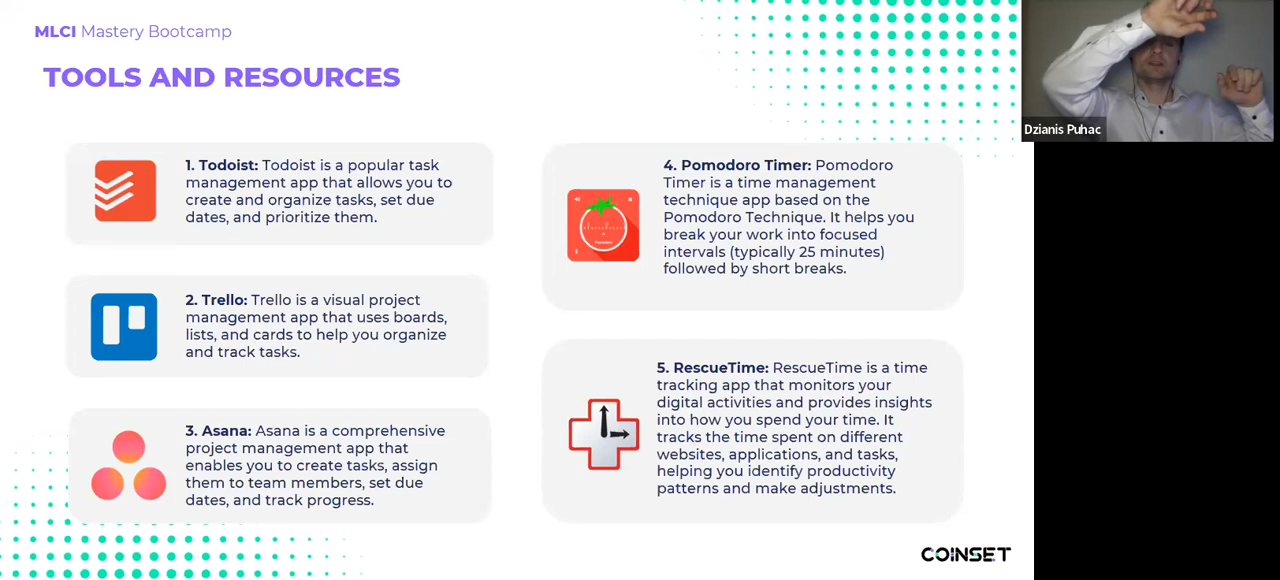 MLCI Mastery Bootcamp
TOOLS AND RESOURCES
1. Todoist: Todoist is a popular task
management app that allows you to
create and organize tasks, set due
dates, and prioritize them.
2. Trello: Trello is a visual project
management app that uses boards,
lists, and cards to help you organize
and track tasks.
3. Asana: Asana is a comprehensive
project management app that
enables you to create tasks, assign
them to team members, set due
dates, and track progress.
4. Pomodoro Timer: Pomodoro
Timer is a time management
technique app based on the
Pomodoro Technique. It helps you
break your work into focused
intervals (typically 25 minutes)
followed by short breaks.
Pomodoro
5. RescueTime: RescueTime is a time
tracking app that monitors your
digital activities and provides insights
into how you spend your time. It
tracks the time spent on different
websites, applications, and tasks,
helping you identify productivity
patterns and make adjustments.
COINSET
Dzianis Puhac